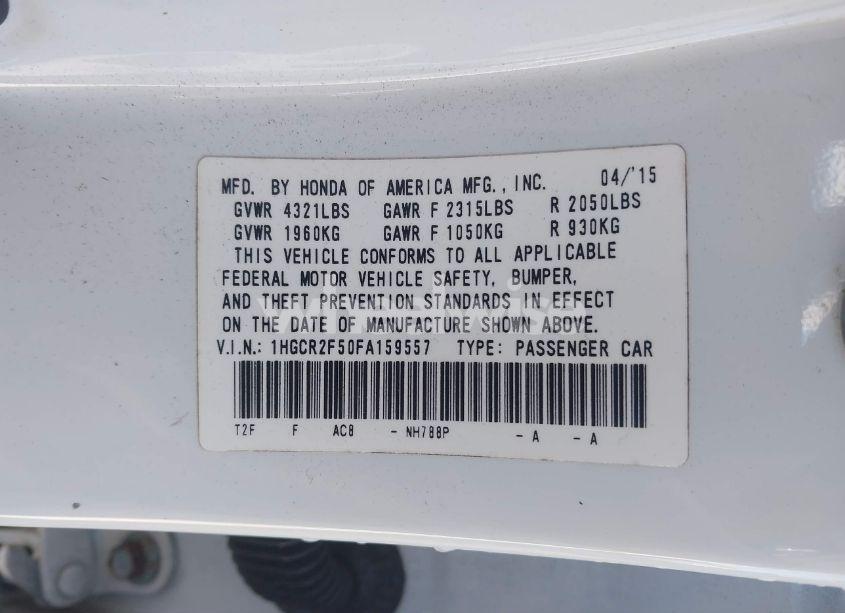 MFD. BY HONDA OF AMERICA MFG., INC. 04/'15
GVWR 4321LBS GAWR F 2315LBS R 2050LBS
GVWR 1960KG GAWR F 1050KG R 930KG
THIS VEHICLE CONFORMS TO ALL APPLICABLE
FEDERAL MOTOR VEHICLE SAFETY, BUMPER,
AND THEFT PREVENTION STANDARDS IN EFFECT
ON THE DATE OF MANUFACTURE SHOWN ABOVE.
V.I.N.: 1HGCR2F50FA159557 TYPE: PASSENGER CAR
T2F F AC8 - NH788P - A - A